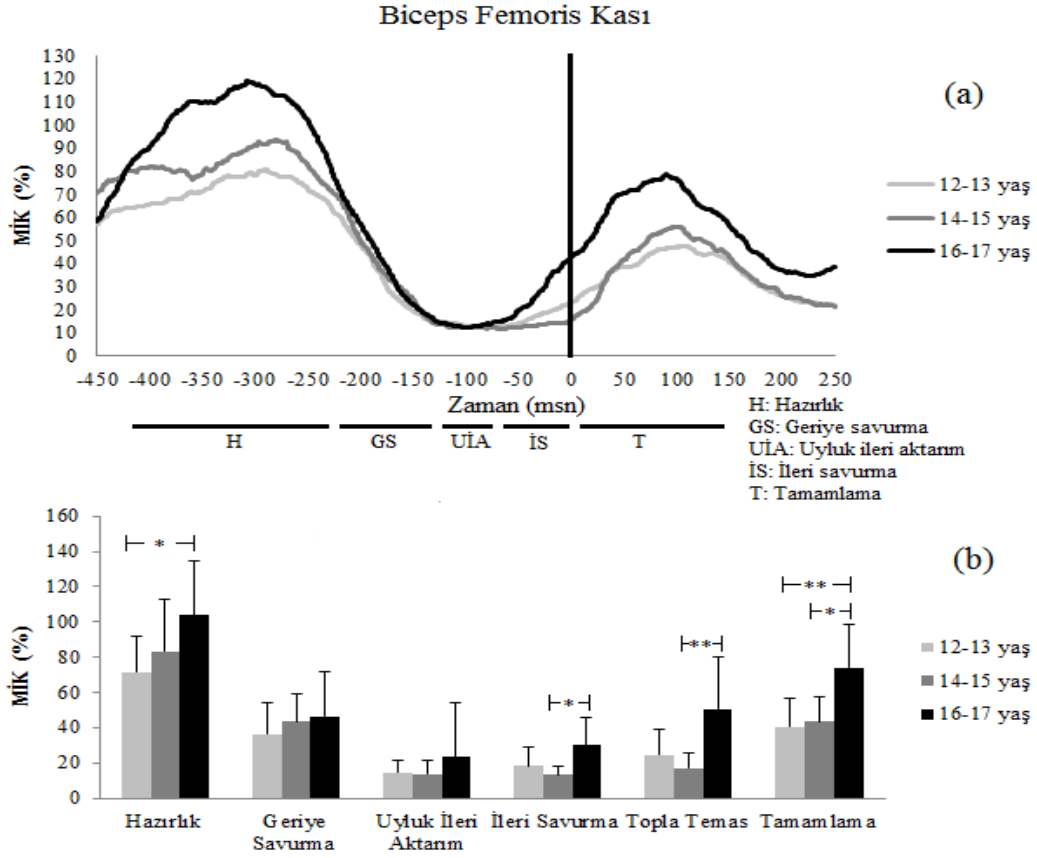 Biceps Femoris Kası
(a)
MİK (%)
130
120
110
100
90
80
70
60
50
40
30
20
10
0
-450 -400 -350 -300 -250 -200 -150 -100 -50 0 50 100 150 200 250
Zaman (msn)
12-13 yaş
14-15 yaş
16-17 yaş
H GS UİA İS T
H: Hazırlık
GS: Geriye savurma
UİA: Uyluk ileri aktarım
İS: İleri savurma
T: Tamamlama
(b)
MİK (%)
160
140
120
100
80
60
40
20
0
* * ** ** *
Hazırlık Geriye Savurma Uyluk İleri Aktarım İleri Savurma Topla Temas Tamamlama
12-13 yaş
14-15 yaş
16-17 yaş